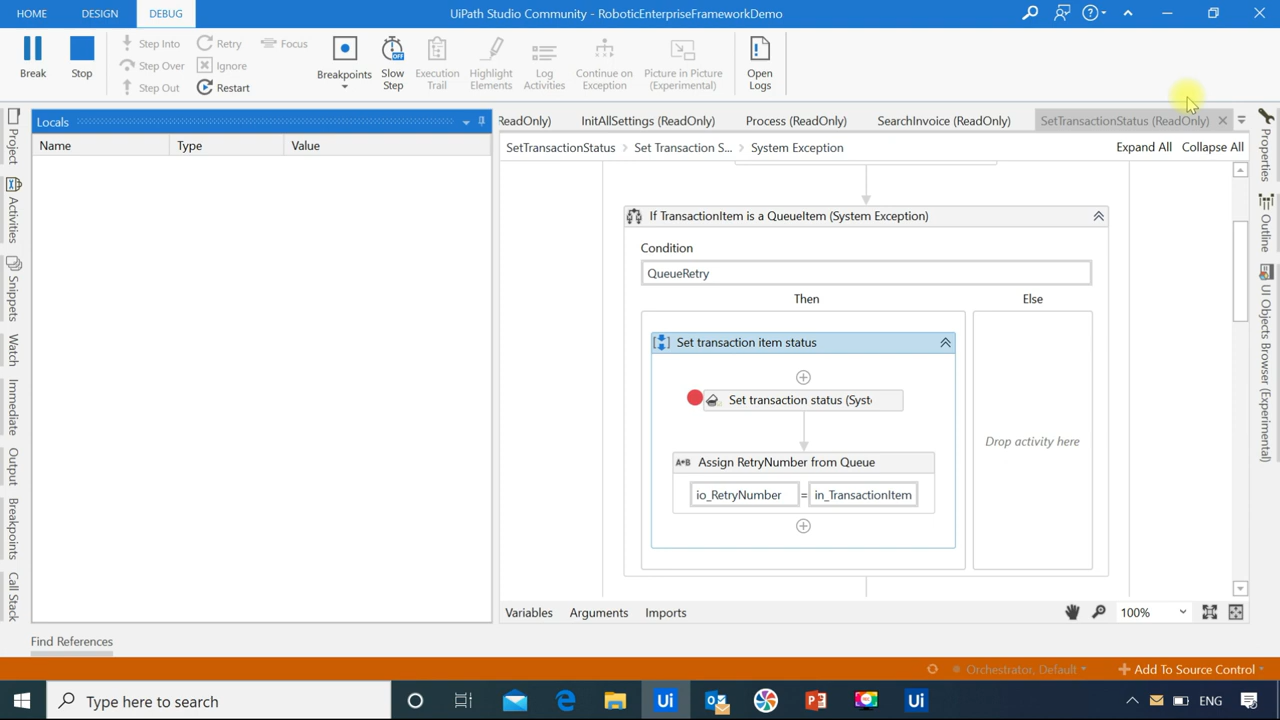 HOME DESIGN DEBUG UiPath Studio Community - RoboticEnterpriseFrameworkDemo
Break
Stop
Step Into
Step Over
Step Out
Retry
Ignore
Restart
Focus
Breakpoints
Slow
Step
Execution
Trail
Highlight
Elements
Log
Activities
Continue on
Exception
Picture in Picture
(Experimental)
Open
Logs
Locals
Name Type Value
ReadOnly) InitAllSettings (ReadOnly) Process (ReadOnly) SearchInvoice (ReadOnly) SetTransactionStatus (ReadOnly)
SetTransactionStatus Set Transaction S... System Exception Expand All Collapse All
If TransactionItem is a QueueItem (System Exception)
Condition
QueueRetry
Then Else
Set transaction item status
OFF
Set transaction status (Syst
Drop activity here
A*B Assign RetryNumber from Queue
io_RetryNumber = in_TransactionItem
Variables Arguments Imports 100%
Project
Activities
Snippets
Watch
Immediate
Output
Breakpoints
Call Stack
Properties
Outline
UI Objects Browser (Experimental)
Find References
Orchestrator, Default Add To Source Control
Type here to search
Ui
Ui
ENG